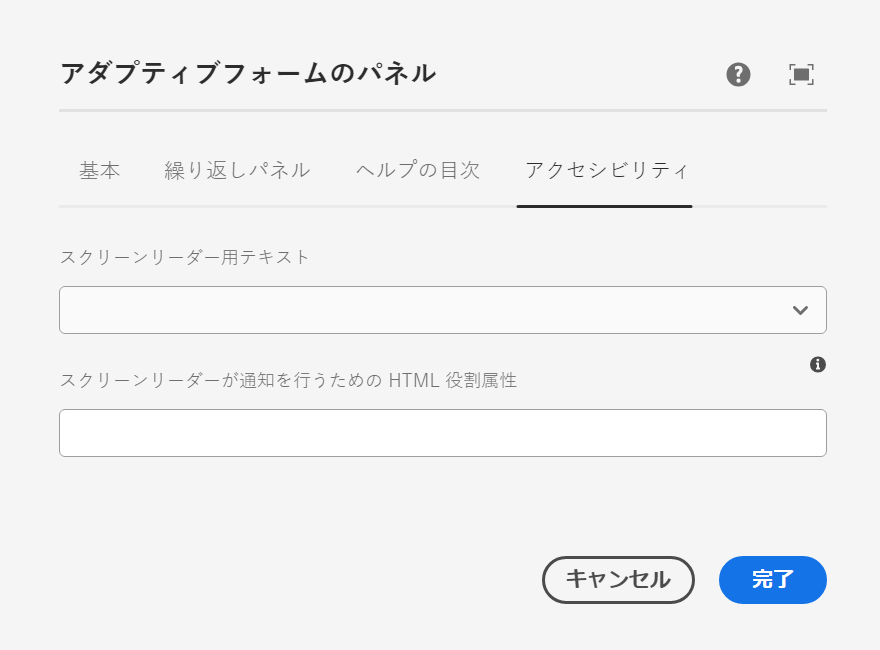 アダプティブフォームのパネル
基本 繰り返しパネル ヘルプの目次 アクセシビリティ
スクリーンリーダー用テキスト
スクリーンリーダーが通知を行うための HTML 役割属性
キャンセル 完了